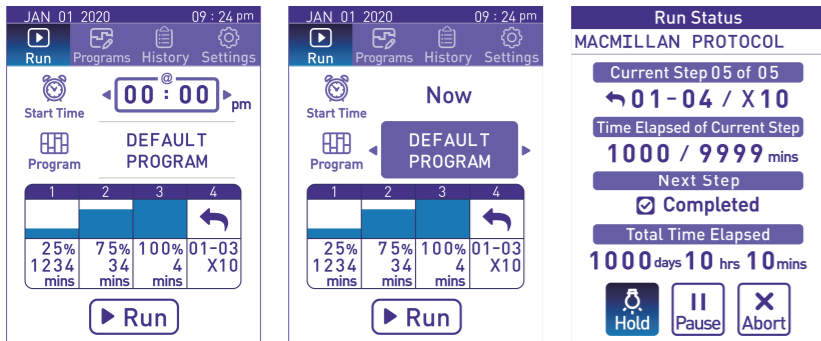 JAN 01 2020 09 : 24 pm
Run Programs History Settings
@
Start Time 00 : 00 pm
Program DEFAULT
PROGRAM
1 2 3 4
25% 75% 100% 01-03
1234 34 4 X10
mins mins mins
Run
JAN 01 2020 09 : 24 pm
Run Programs History Settings
Start Time Now
Program DEFAULT
PROGRAM
1 2 3 4
25% 75% 100% 01-03
1234 34 4 X10
mins mins mins
Run
Run Status
MACMILLAN PROTOCOL
Current Step 05 of 05
01-04 / X10
Time Elapsed of Current Step
1000 / 9999 mins
Next Step
Completed
Total Time Elapsed
1000 days 10 hrs 10 mins
Hold Pause Abort